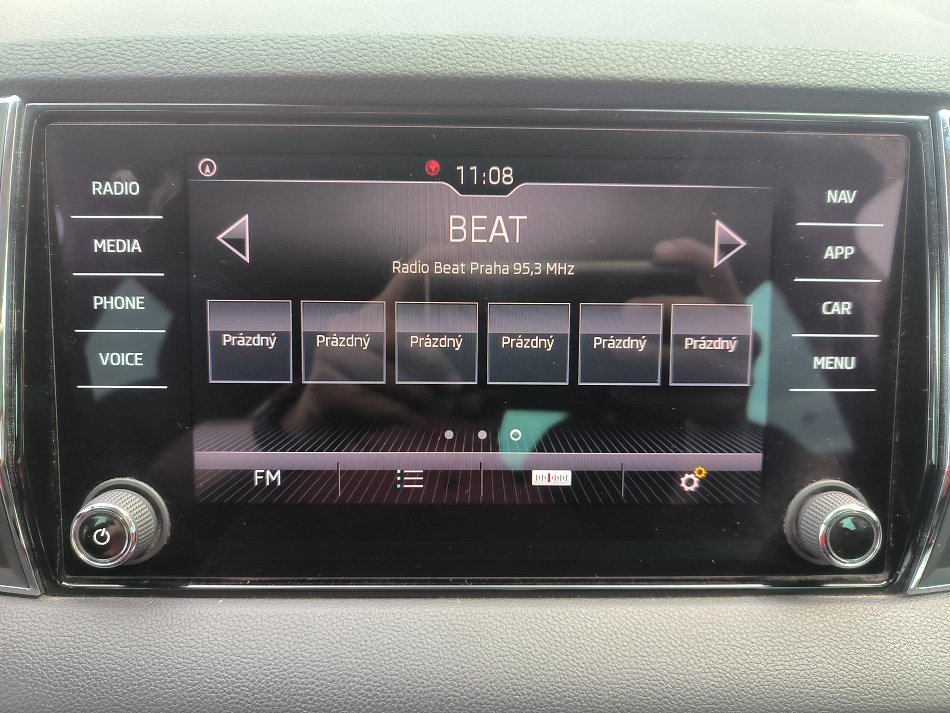 11:08
RADIO
MEDIA
PHONE
VOICE
BEAT
Radio Beat Praha 95,3 MHz
Prázdný Prázdný Prázdný Prázdný Prázdný Prázdný
FM
NAV
APP
CAR
MENU